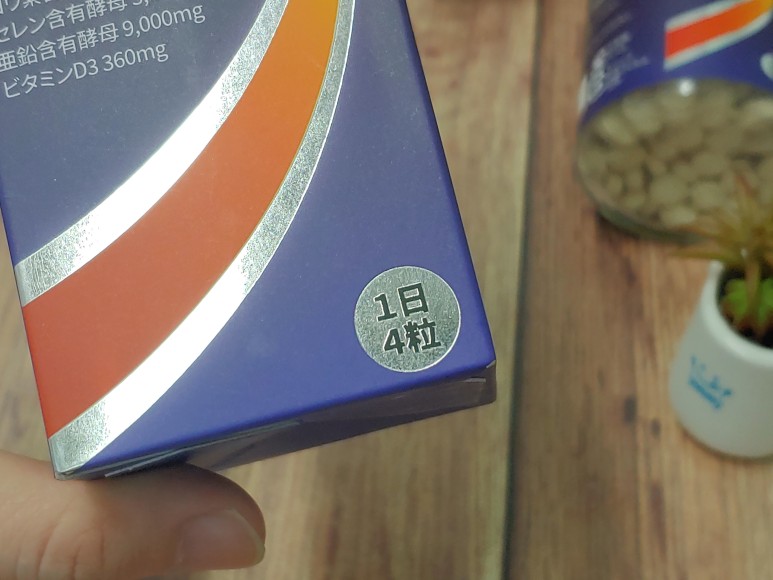 セレン含有酵母
亜鉛含有酵母 9,000mg
ビタミンD3 360mg
1日
4粒